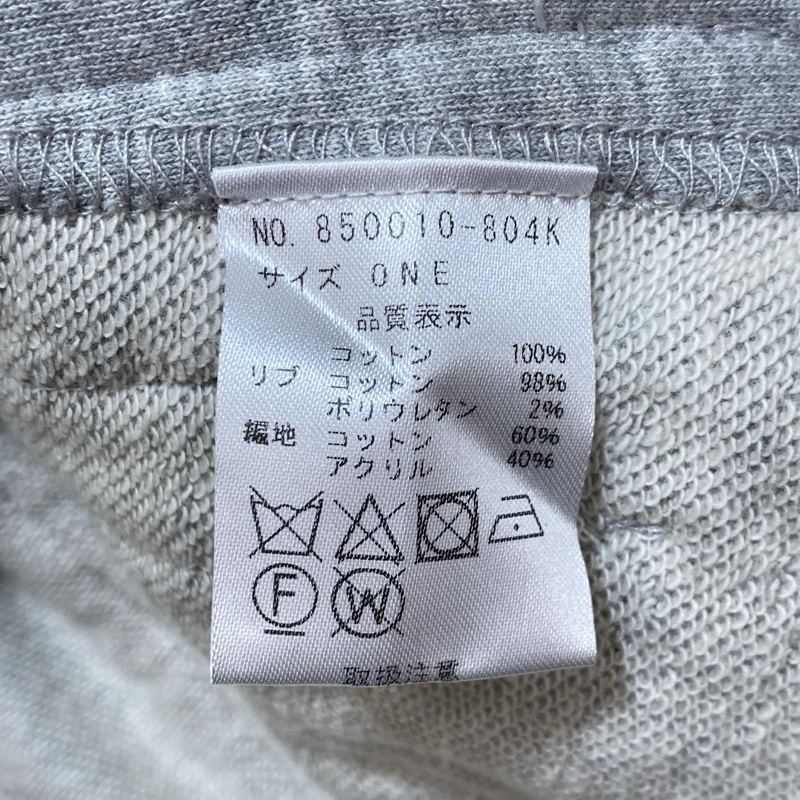 NO. 850010-804K
サイズ ONE
品質表示
コットン 100%
リブ コットン 98%
ポリウレタン 2%
編地 コットン 60%
アクリル 40%
F W
取扱注意